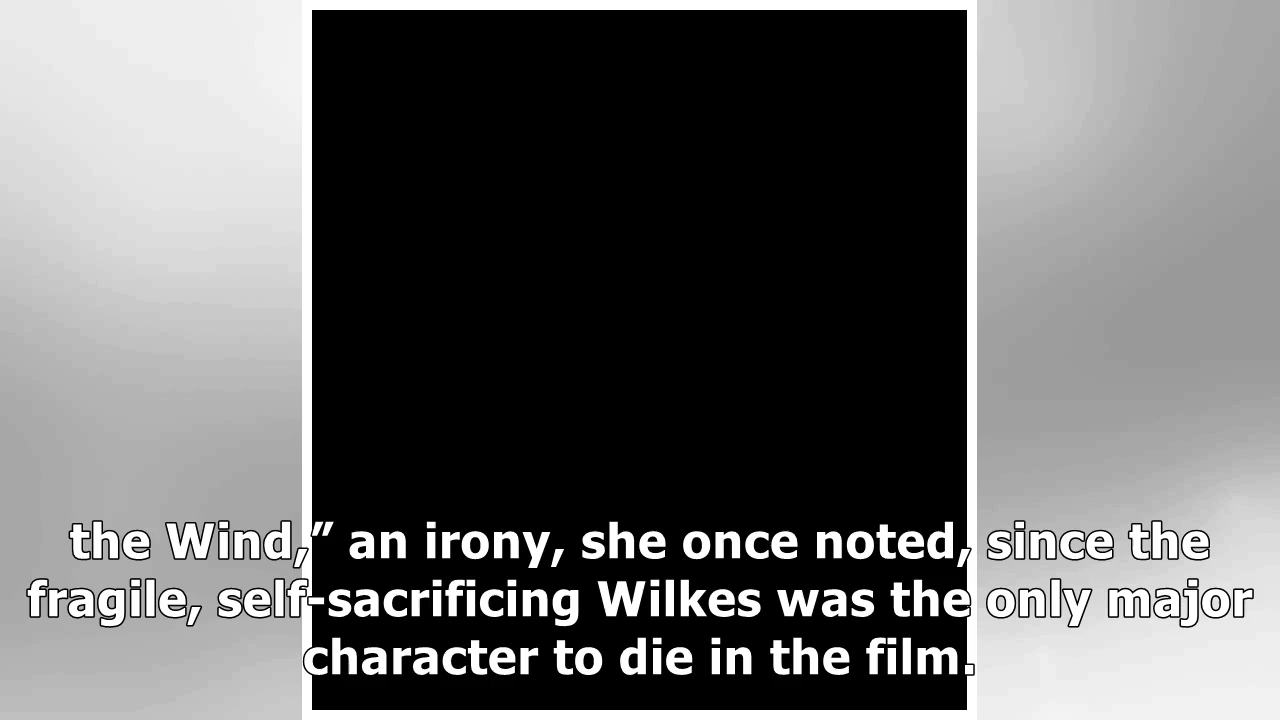 the Wind,” an irony, she once noted, since the
fragile, self-sacrificing Wilkes was the only major
character to die in the film.